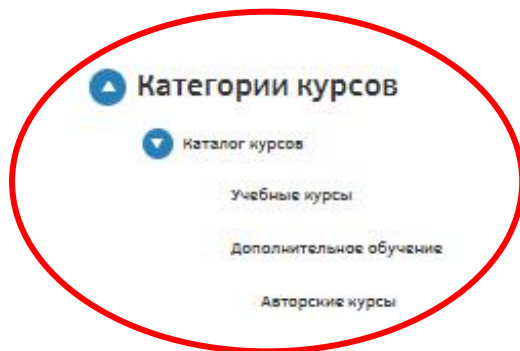 Категории курсов
Каталог курсов
Учебные курсы
Дополнительное обучение
Авторские курсы